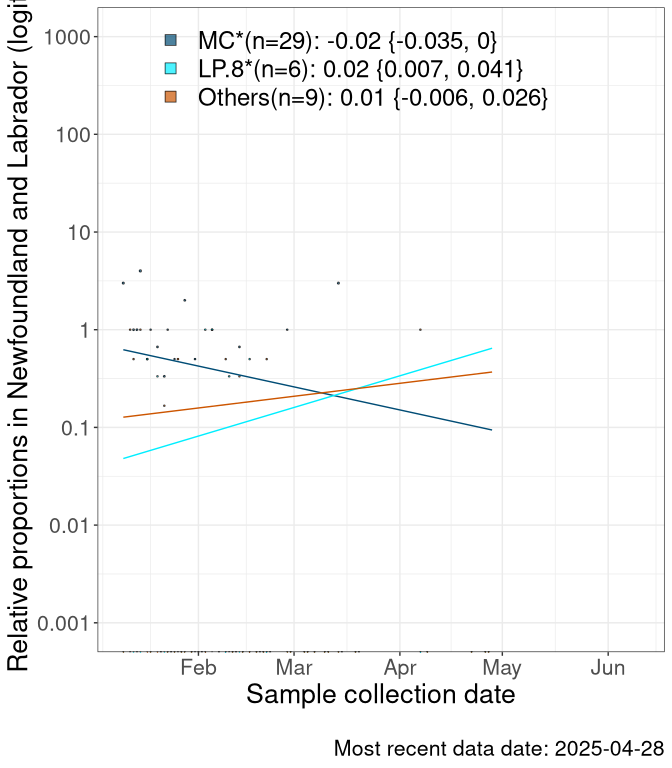 MC*(n=29): -0.02 {-0.035, 0}
LP.8*(n=6): 0.02 {0.007, 0.041}
Others(n=9): 0.01 {-0.006, 0.026}
Relative proportions in Newfoundland and Labrador
1000
100
10
1
0.1
0.01
0.001
Feb Mar Apr May Jun
Sample collection date
Most recent data date: 2025-04-28